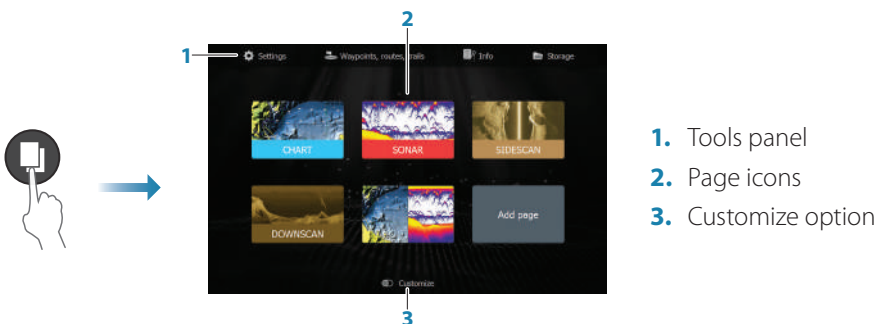 2
1
Settings
Waypoints, routes, trails
Info
Storage
CHART
SONAR
SIDESCAN
DOWNSCAN
Add page
Customize
3
1. Tools panel
2. Page icons
3. Customize option